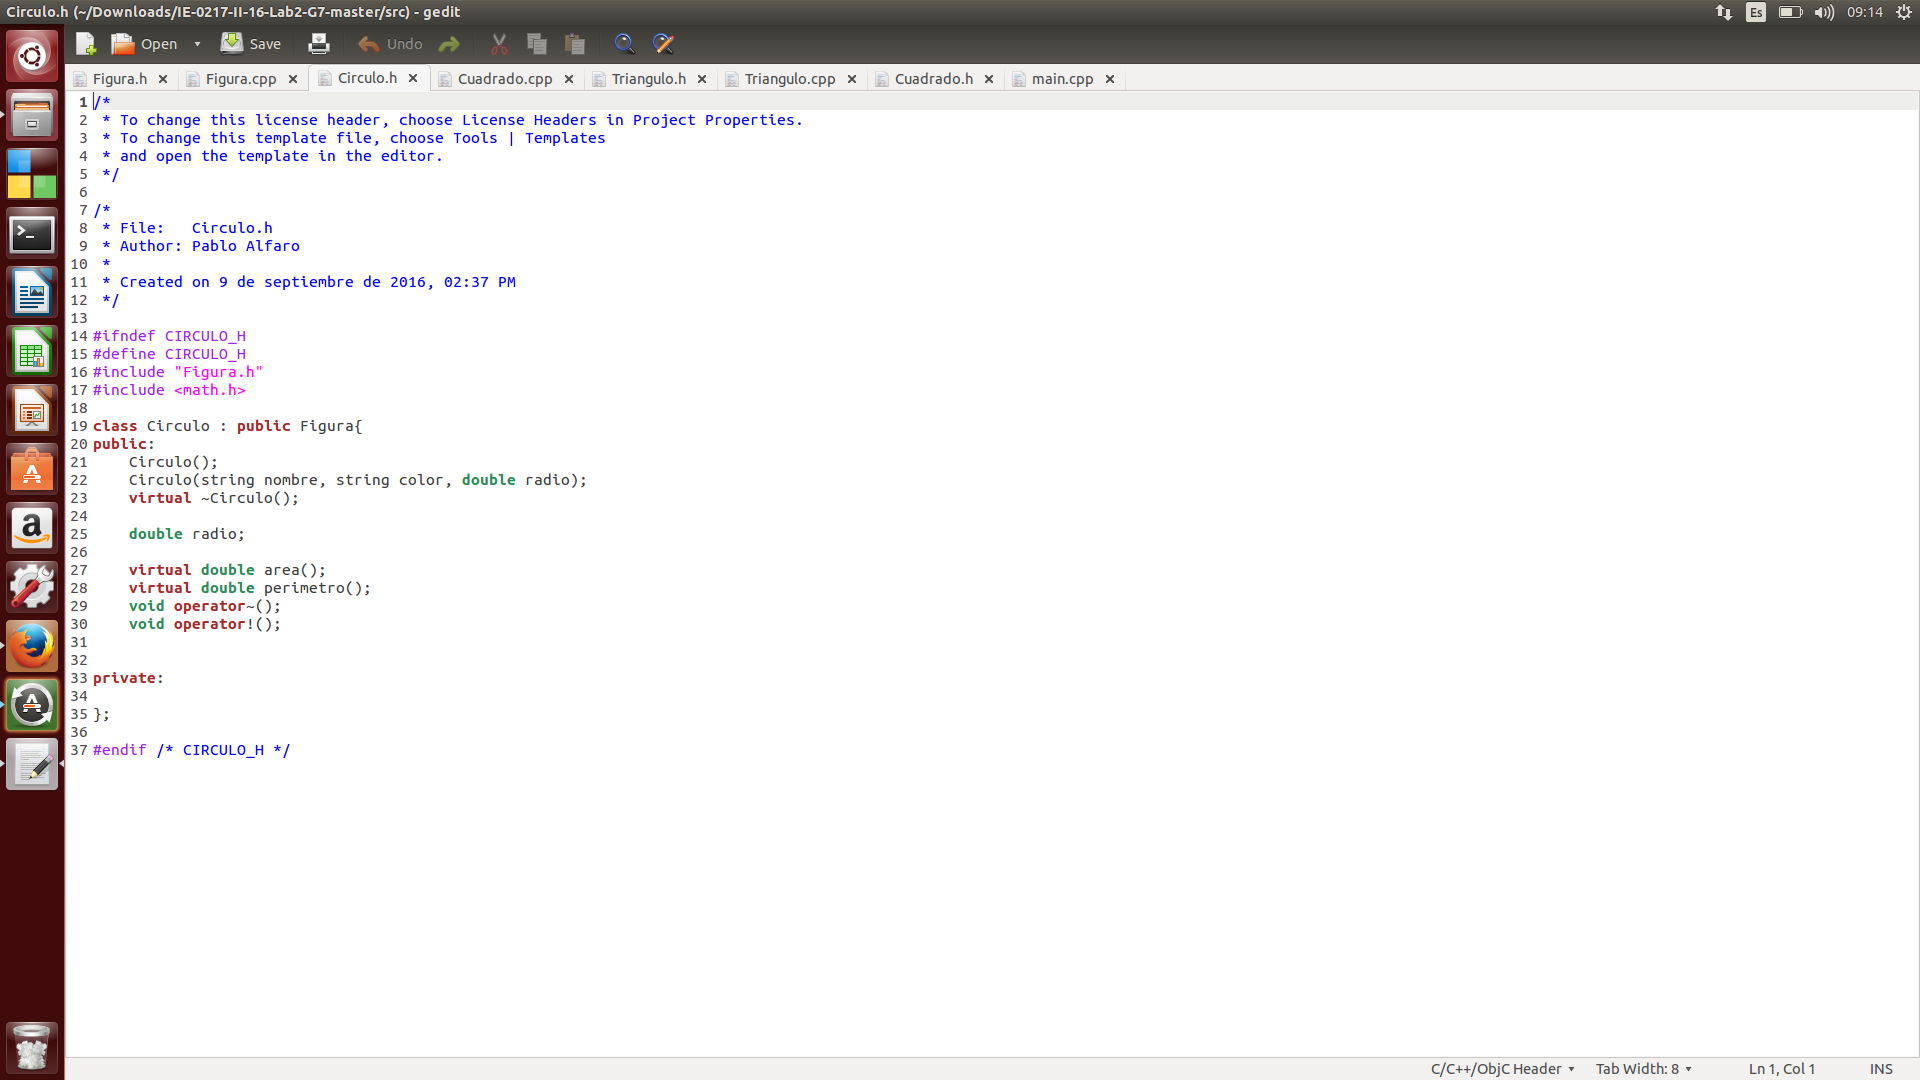 Circulo.h (~/Downloads/IE-0217-II-16-Lab2-G7-master/src) - gedit
Es
09:14
Open
Save
Undo
Figura.h
Figura.cpp
Circulo.h
Cuadrado.cpp
Triangulo.h
Triangulo.cpp
Cuadrado.h
main.cpp
1 /*
2  * To change this license header, choose License Headers in Project Properties.
3  * To change this template file, choose Tools | Templates
4  * and open the template in the editor.
5  */
6
7 /*
8  * File:   Circulo.h
9  * Author: Pablo Alfaro
10  *
11  * Created on 9 de septiembre de 2016, 02:37 PM
12  */
13
14 #ifndef CIRCULO_H
15 #define CIRCULO_H
16 #include "Figura.h"
17 #include <math.h>
18
19 class Circulo : public Figura{
20 public:
21     Circulo();
22     Circulo(string nombre, string color, double radio);
23     virtual ~Circulo();
24
25     double radio;
26
27     virtual double area();
28     virtual double perimetro();
29     void operator~();
30     void operator!();
31
32
33 private:
34
35 };
36
37 #endif /* CIRCULO_H */
C/C++/ObjC Header
Tab Width: 8
Ln 1, Col 1
INS